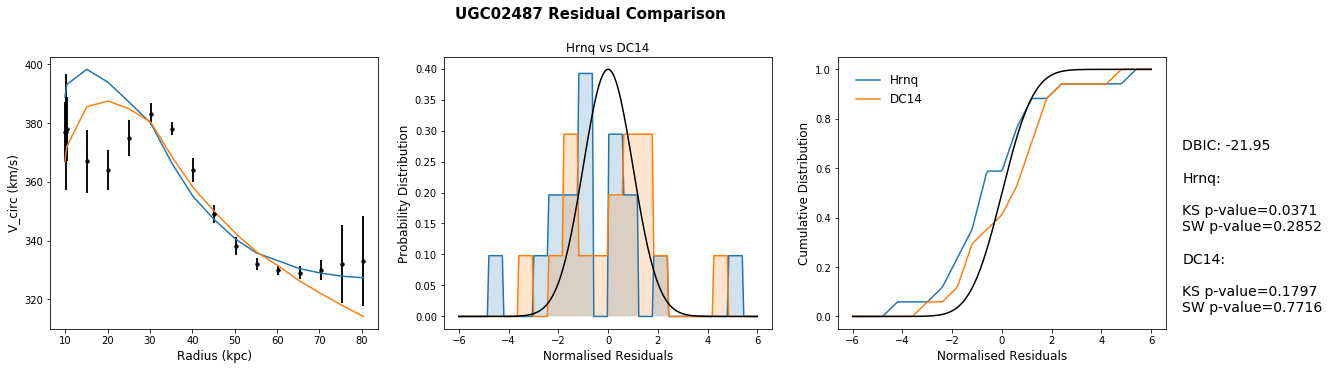 UGC02487 Residual Comparison
Hrnq vs DC14
400
380
360
340
320
V_circ (km/s)
10 20 30 40 50 60 70 80
Radius (kpc)
0.40
0.35
0.30
0.25
0.20
0.15
0.10
0.05
0.00
Probability Distribution
−6 −4 −2 0 2 4 6
Normalised Residuals
1.0
0.8
0.6
0.4
0.2
0.0
Cumulative Distribution
Hrnq
DC14
−6 −4 −2 0 2 4 6
Normalised Residuals
DBIC: -21.95
Hrnq:
KS p-value=0.0371
SW p-value=0.2852
DC14:
KS p-value=0.1797
SW p-value=0.7716